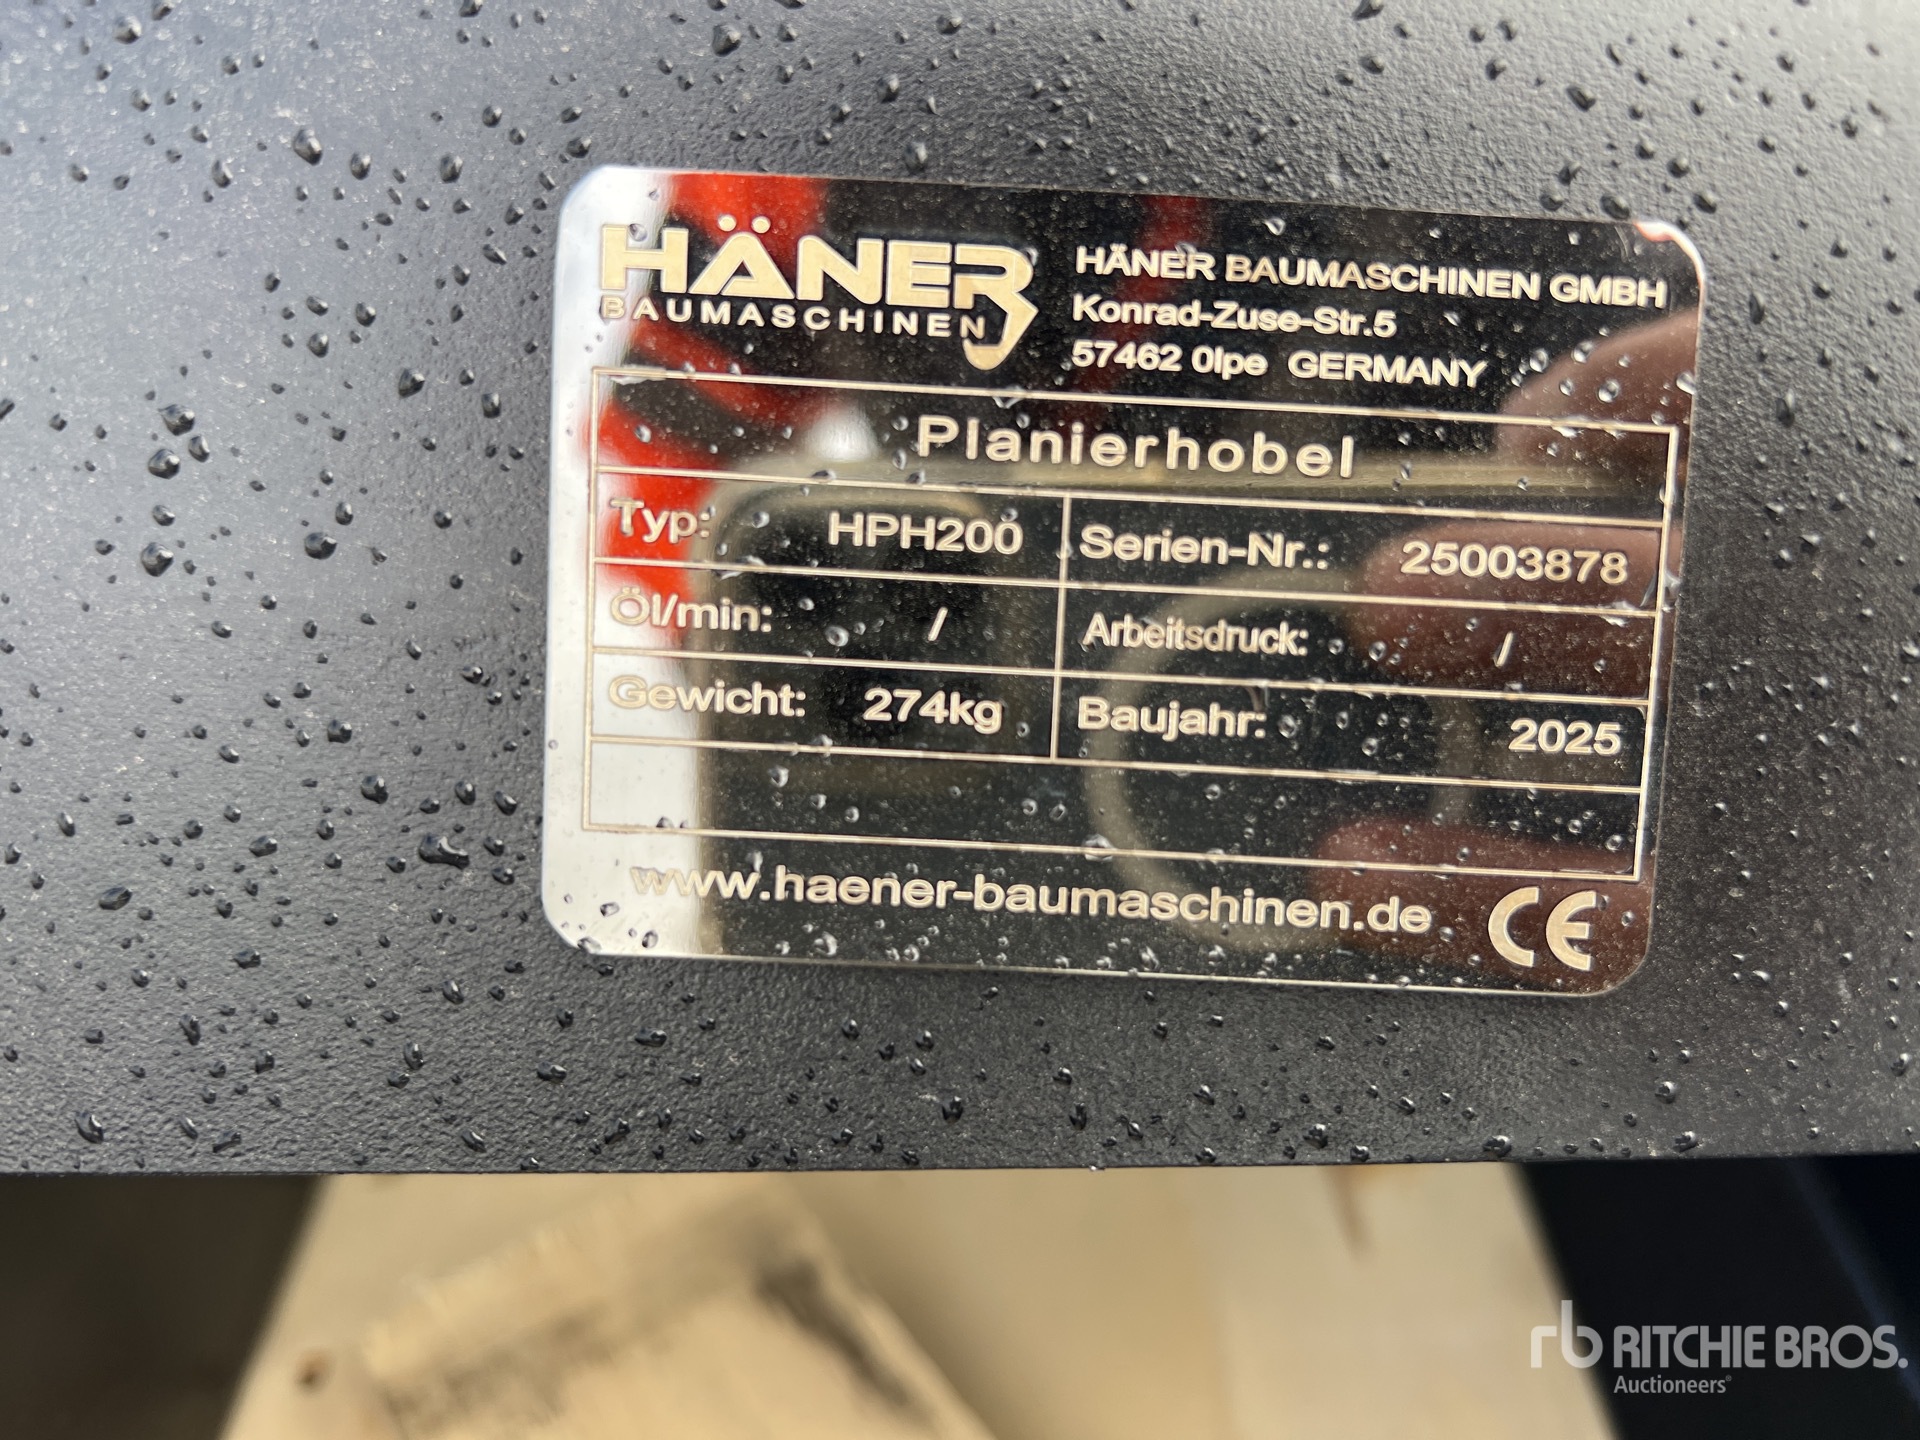 HÄNER
BAUMASCHINEN
HÄNER BAUMASCHINEN GMBH
Konrad-Zuse-Str.5
57462 0lpe GERMANY
Planierhobel
Typ: HPH200 Serien-Nr.: 25003878
Öl/min: / Arbeitsdruck: /
Gewicht: 274kg Baujahr: 2025
www.haener-baumaschinen.de CE
rb RITCHIE BROS.
Auctioneers®